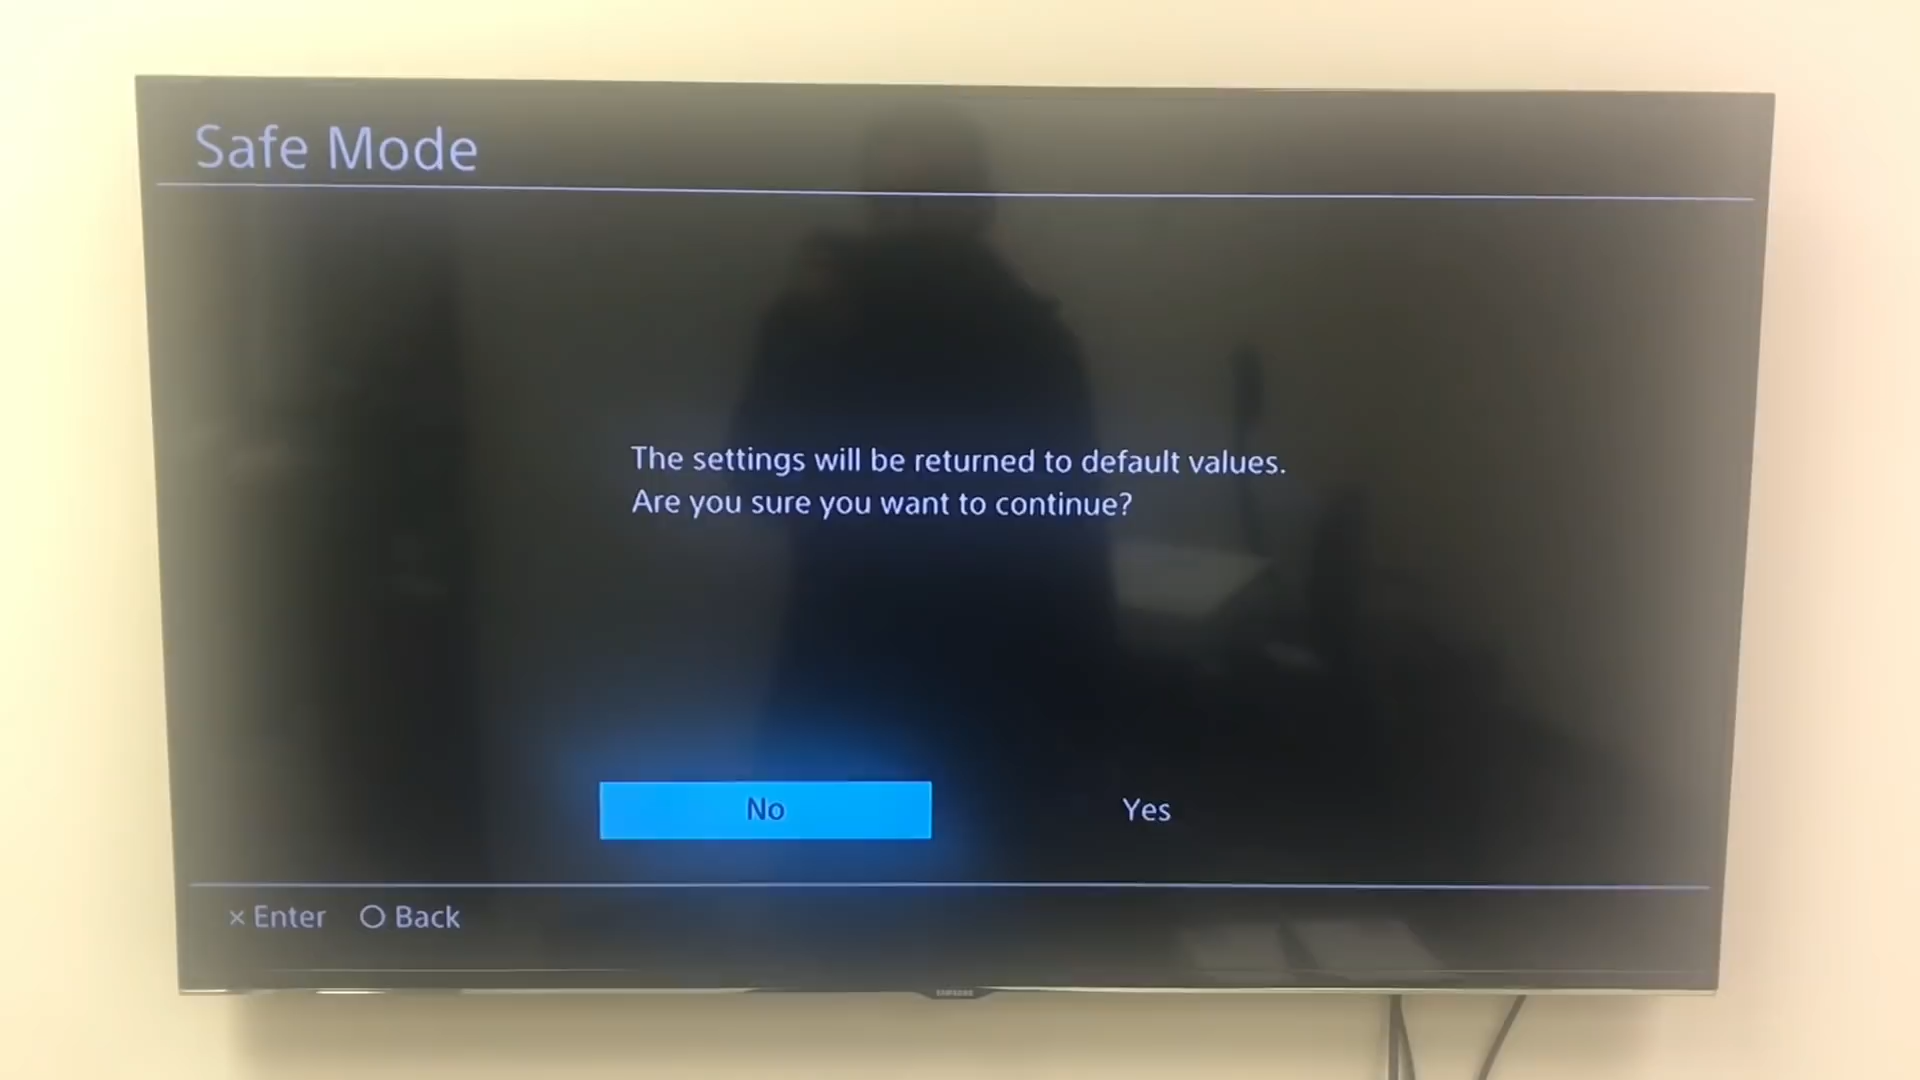 Safe Mode
The settings will be returned to default values.
Are you sure you want to continue?
No Yes
× Enter ○ Back
SAMSUNG